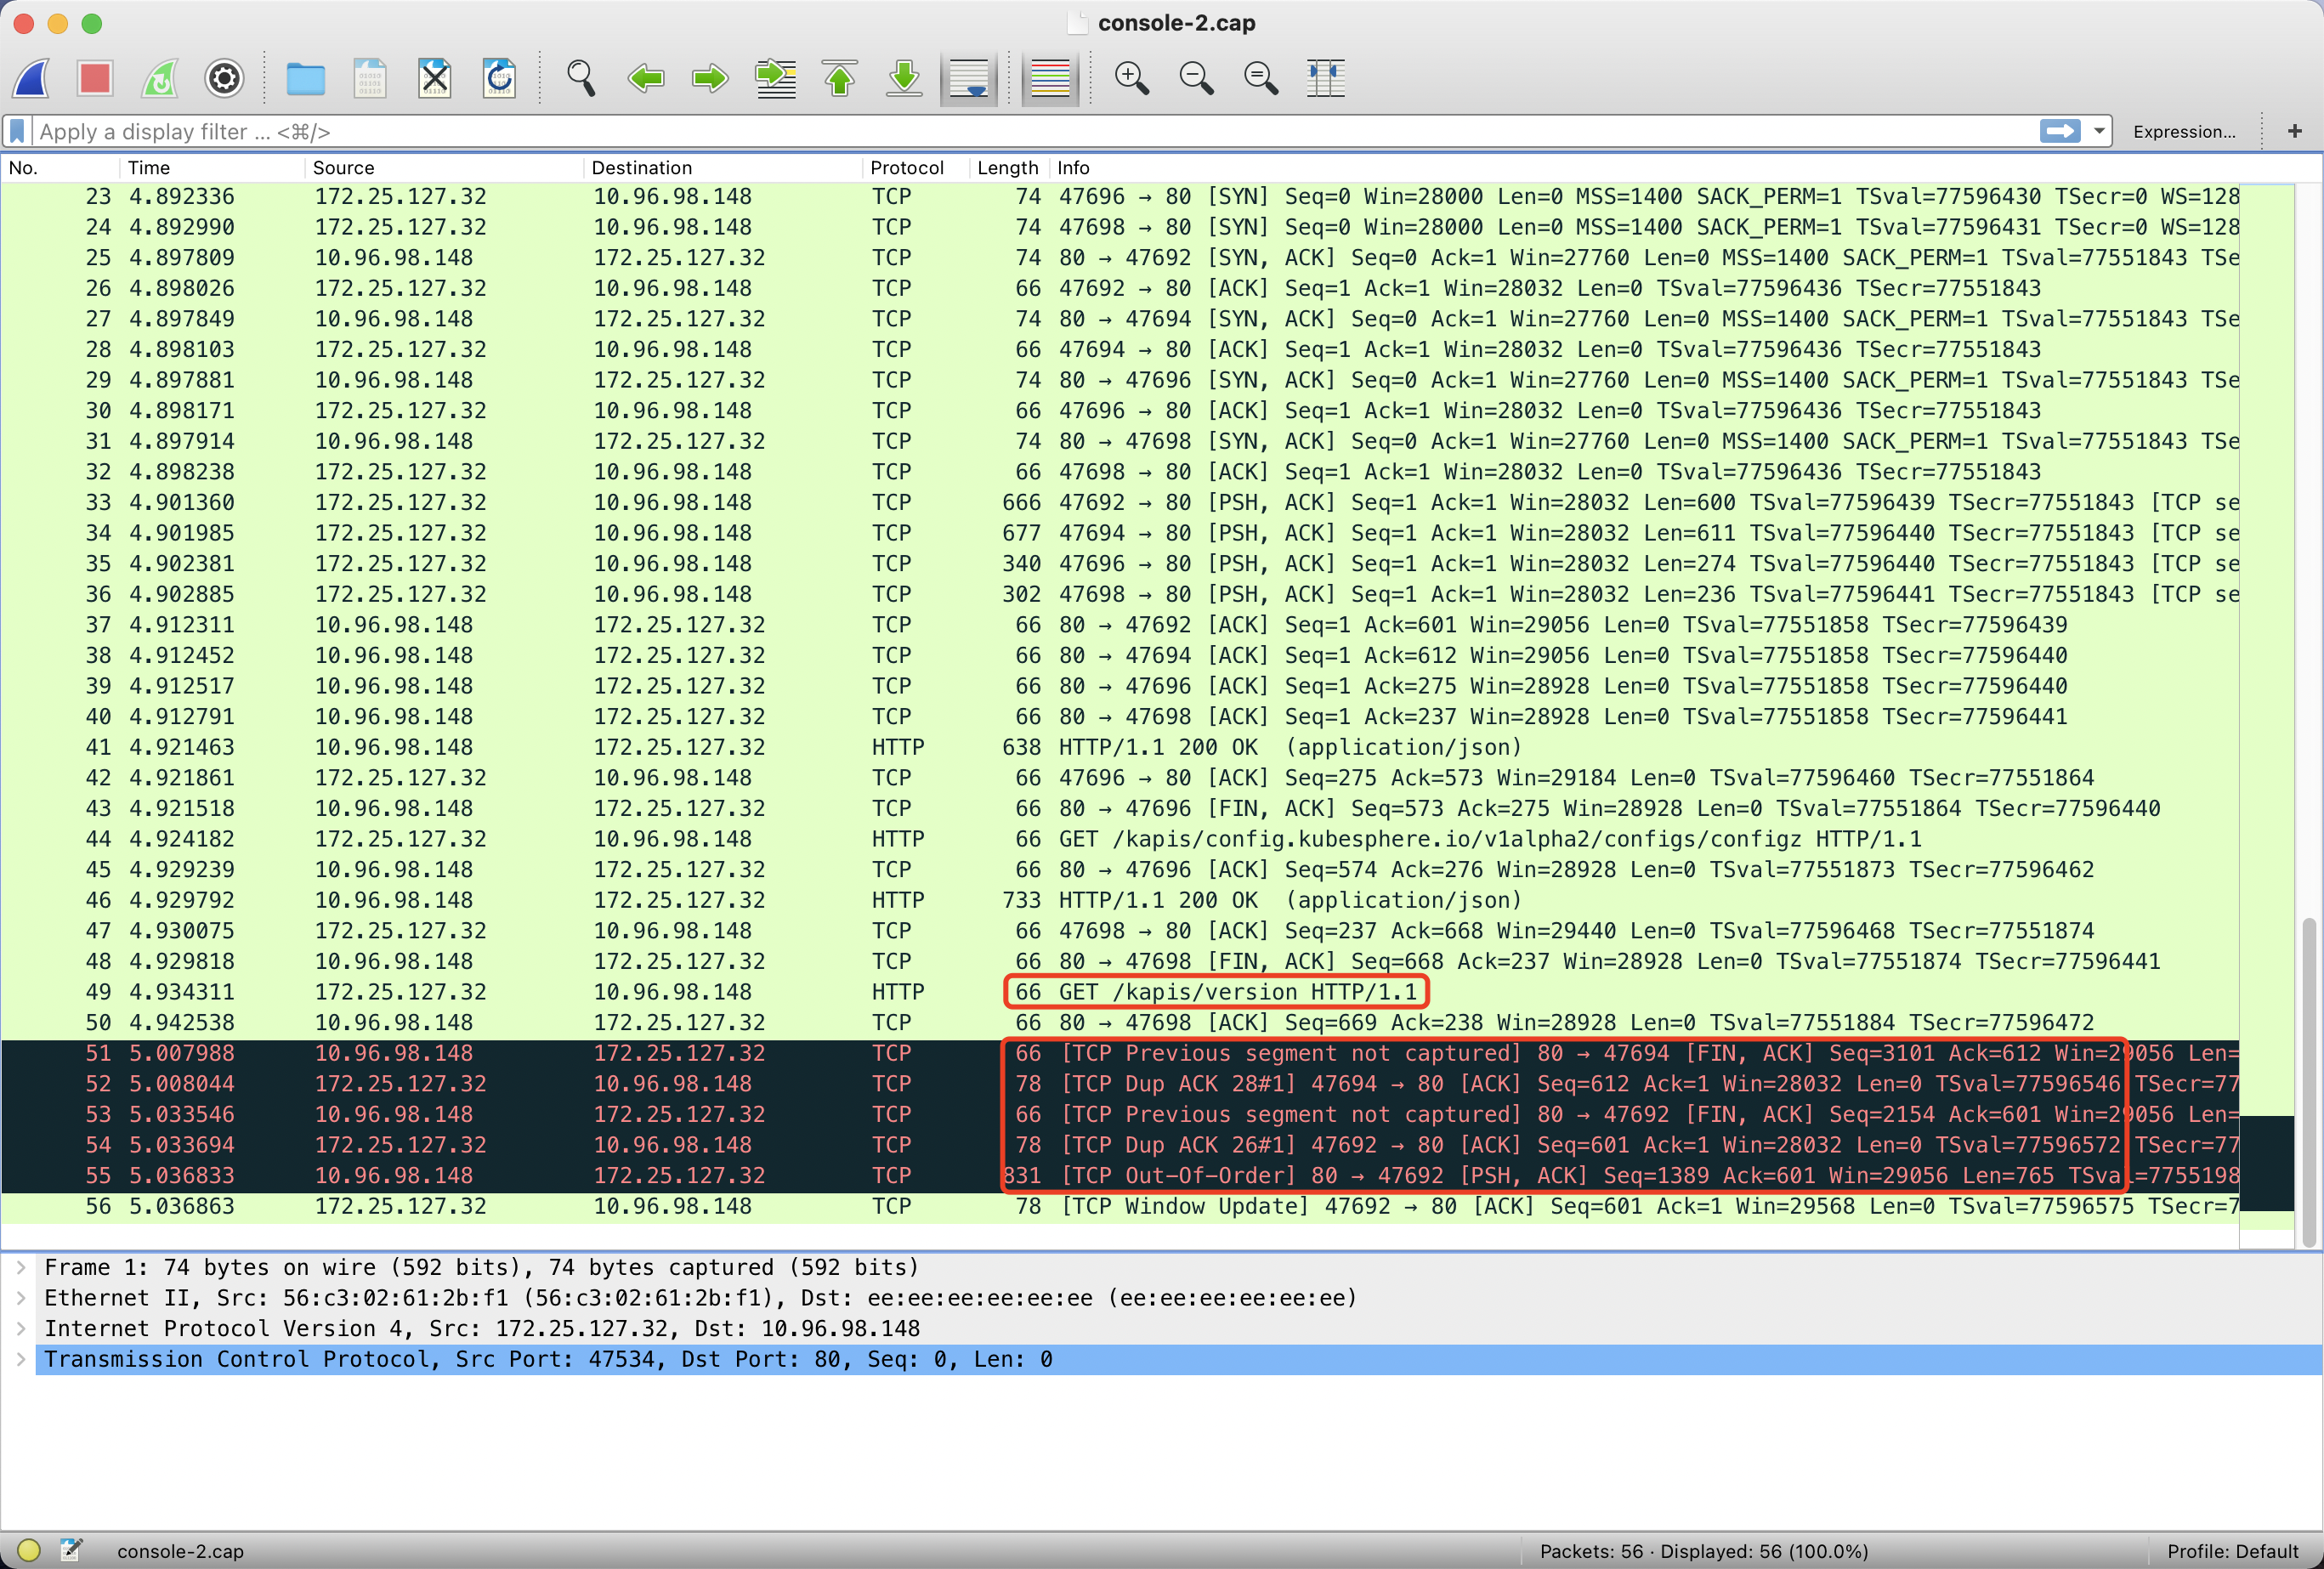 console-2.cap
Apply a display filter ... <⌘/>
Expression...
+
No. Time Source Destination Protocol Length Info
23 4.892336 172.25.127.32 10.96.98.148 TCP 74 47696 → 80 [SYN] Seq=0 Win=28000 Len=0 MSS=1400 SACK_PERM=1 TSval=77596430 TSecr=0 WS=128
24 4.892990 172.25.127.32 10.96.98.148 TCP 74 47698 → 80 [SYN] Seq=0 Win=28000 Len=0 MSS=1400 SACK_PERM=1 TSval=77596431 TSecr=0 WS=128
25 4.897809 10.96.98.148 172.25.127.32 TCP 74 80 → 47692 [SYN, ACK] Seq=0 Ack=1 Win=27760 Len=0 MSS=1400 SACK_PERM=1 TSval=77551843 TSe
26 4.898026 172.25.127.32 10.96.98.148 TCP 66 47692 → 80 [ACK] Seq=1 Ack=1 Win=28032 Len=0 TSval=77596436 TSecr=77551843
27 4.897849 10.96.98.148 172.25.127.32 TCP 74 80 → 47694 [SYN, ACK] Seq=0 Ack=1 Win=27760 Len=0 MSS=1400 SACK_PERM=1 TSval=77551843 TSe
28 4.898103 172.25.127.32 10.96.98.148 TCP 66 47694 → 80 [ACK] Seq=1 Ack=1 Win=28032 Len=0 TSval=77596436 TSecr=77551843
29 4.897881 10.96.98.148 172.25.127.32 TCP 74 80 → 47696 [SYN, ACK] Seq=0 Ack=1 Win=27760 Len=0 MSS=1400 SACK_PERM=1 TSval=77551843 TSe
30 4.898171 172.25.127.32 10.96.98.148 TCP 66 47696 → 80 [ACK] Seq=1 Ack=1 Win=28032 Len=0 TSval=77596436 TSecr=77551843
31 4.897914 10.96.98.148 172.25.127.32 TCP 74 80 → 47698 [SYN, ACK] Seq=0 Ack=1 Win=27760 Len=0 MSS=1400 SACK_PERM=1 TSval=77551843 TSe
32 4.898238 172.25.127.32 10.96.98.148 TCP 66 47698 → 80 [ACK] Seq=1 Ack=1 Win=28032 Len=0 TSval=77596436 TSecr=77551843
33 4.901360 172.25.127.32 10.96.98.148 TCP 666 47692 → 80 [PSH, ACK] Seq=1 Ack=1 Win=28032 Len=600 TSval=77596439 TSecr=77551843 [TCP se
34 4.901985 172.25.127.32 10.96.98.148 TCP 677 47694 → 80 [PSH, ACK] Seq=1 Ack=1 Win=28032 Len=611 TSval=77596440 TSecr=77551843 [TCP se
35 4.902381 172.25.127.32 10.96.98.148 TCP 340 47696 → 80 [PSH, ACK] Seq=1 Ack=1 Win=28032 Len=274 TSval=77596440 TSecr=77551843 [TCP se
36 4.902885 172.25.127.32 10.96.98.148 TCP 302 47698 → 80 [PSH, ACK] Seq=1 Ack=1 Win=28032 Len=236 TSval=77596441 TSecr=77551843 [TCP se
37 4.912311 10.96.98.148 172.25.127.32 TCP 66 80 → 47692 [ACK] Seq=1 Ack=601 Win=29056 Len=0 TSval=77551858 TSecr=77596439
38 4.912452 10.96.98.148 172.25.127.32 TCP 66 80 → 47694 [ACK] Seq=1 Ack=612 Win=29056 Len=0 TSval=77551858 TSecr=77596440
39 4.912517 10.96.98.148 172.25.127.32 TCP 66 80 → 47696 [ACK] Seq=1 Ack=275 Win=28928 Len=0 TSval=77551858 TSecr=77596440
40 4.912791 10.96.98.148 172.25.127.32 TCP 66 80 → 47698 [ACK] Seq=1 Ack=237 Win=28928 Len=0 TSval=77551858 TSecr=77596441
41 4.921463 10.96.98.148 172.25.127.32 HTTP 638 HTTP/1.1 200 OK (application/json)
42 4.921861 172.25.127.32 10.96.98.148 TCP 66 47696 → 80 [ACK] Seq=275 Ack=573 Win=29184 Len=0 TSval=77596460 TSecr=77551864
43 4.921518 10.96.98.148 172.25.127.32 TCP 66 80 → 47696 [FIN, ACK] Seq=573 Ack=275 Win=28928 Len=0 TSval=77551864 TSecr=77596440
44 4.924182 172.25.127.32 10.96.98.148 HTTP 66 GET /kapis/config.kubesphere.io/v1alpha2/configs/configz HTTP/1.1
45 4.929239 10.96.98.148 172.25.127.32 TCP 66 80 → 47696 [ACK] Seq=574 Ack=276 Win=28928 Len=0 TSval=77551873 TSecr=77596462
46 4.929792 10.96.98.148 172.25.127.32 HTTP 733 HTTP/1.1 200 OK (application/json)
47 4.930075 172.25.127.32 10.96.98.148 TCP 66 47698 → 80 [ACK] Seq=237 Ack=668 Win=29440 Len=0 TSval=77596468 TSecr=77551874
48 4.929818 10.96.98.148 172.25.127.32 TCP 66 80 → 47698 [FIN, ACK] Seq=668 Ack=237 Win=28928 Len=0 TSval=77551874 TSecr=77596441
49 4.934311 172.25.127.32 10.96.98.148 HTTP 66 GET /kapis/version HTTP/1.1
50 4.942538 10.96.98.148 172.25.127.32 TCP 66 80 → 47698 [ACK] Seq=669 Ack=238 Win=28928 Len=0 TSval=77551884 TSecr=77596472
51 5.007988 10.96.98.148 172.25.127.32 TCP 66 [TCP Previous segment not captured] 80 → 47694 [FIN, ACK] Seq=3101 Ack=612 Win=29056 Len=
52 5.008044 172.25.127.32 10.96.98.148 TCP 78 [TCP Dup ACK 28#1] 47694 → 80 [ACK] Seq=612 Ack=1 Win=28032 Len=0 TSval=77596546 TSecr=77
53 5.033546 10.96.98.148 172.25.127.32 TCP 66 [TCP Previous segment not captured] 80 → 47692 [FIN, ACK] Seq=2154 Ack=601 Win=29056 Len=
54 5.033694 172.25.127.32 10.96.98.148 TCP 78 [TCP Dup ACK 26#1] 47692 → 80 [ACK] Seq=601 Ack=1 Win=28032 Len=0 TSval=77596572 TSecr=77
55 5.036833 10.96.98.148 172.25.127.32 TCP 831 [TCP Out-Of-Order] 80 → 47692 [PSH, ACK] Seq=1389 Ack=601 Win=29056 Len=765 TSval=7755198
56 5.036863 172.25.127.32 10.96.98.148 TCP 78 [TCP Window Update] 47692 → 80 [ACK] Seq=601 Ack=1 Win=29568 Len=0 TSval=77596575 TSecr=7
Frame 1: 74 bytes on wire (592 bits), 74 bytes captured (592 bits)
Ethernet II, Src: 56:c3:02:61:2b:f1 (56:c3:02:61:2b:f1), Dst: ee:ee:ee:ee:ee:ee (ee:ee:ee:ee:ee:ee)
Internet Protocol Version 4, Src: 172.25.127.32, Dst: 10.96.98.148
Transmission Control Protocol, Src Port: 47534, Dst Port: 80, Seq: 0, Len: 0
console-2.cap
Packets: 56 · Displayed: 56 (100.0%)
Profile: Default